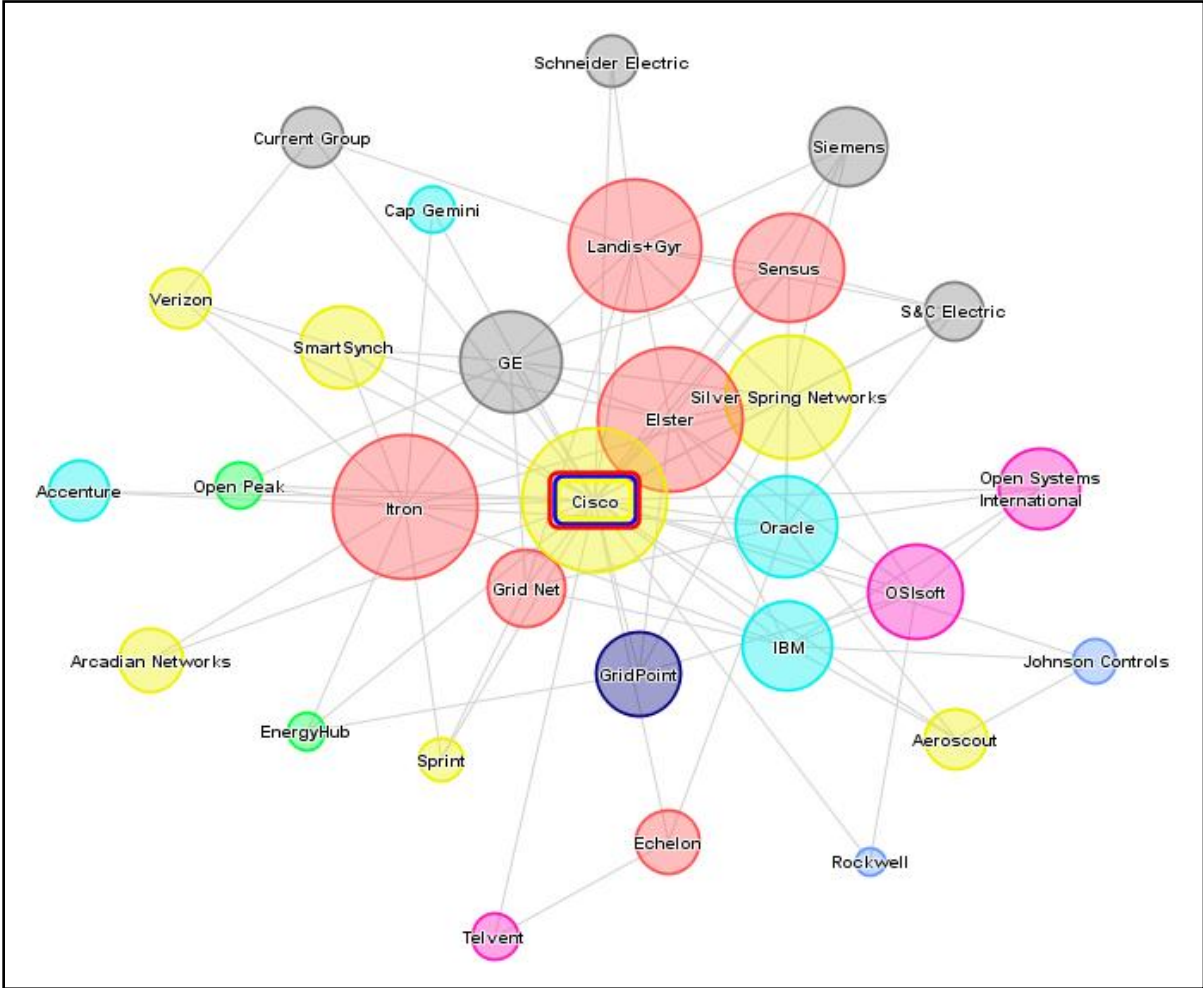 Schneider Electric
Current Group
Siemens
Cap Gemini
Landis+Gyr
Sensus
Verizon
S&C Electric
SmartSynch
GE
Silver Spring Networks
Elster
Open Systems
International
Accenture
Open Peak
Itron
Cisco
Oracle
Grid Net
OSIsoft
IBM
Arcadian Networks
Johnson Controls
GridPoint
EnergyHub
Aeroscout
Sprint
Echelon
Rockwell
Telvent